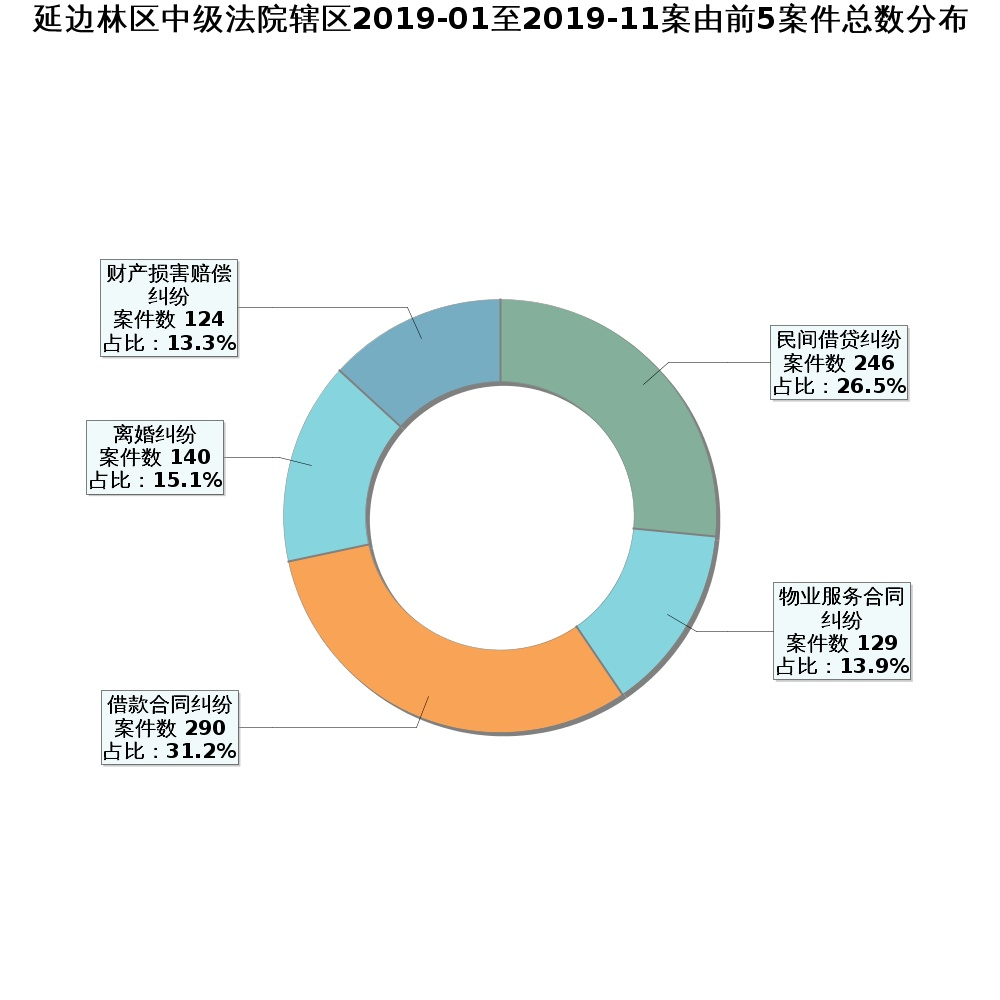 延边林区中级法院辖区2019-01至2019-11案由前5案件总数分布
财产损害赔偿
纠纷
案件数 124
占比：13.3%
民间借贷纠纷
案件数 246
占比：26.5%
离婚纠纷
案件数 140
占比：15.1%
物业服务合同
纠纷
案件数 129
占比：13.9%
借款合同纠纷
案件数 290
占比：31.2%